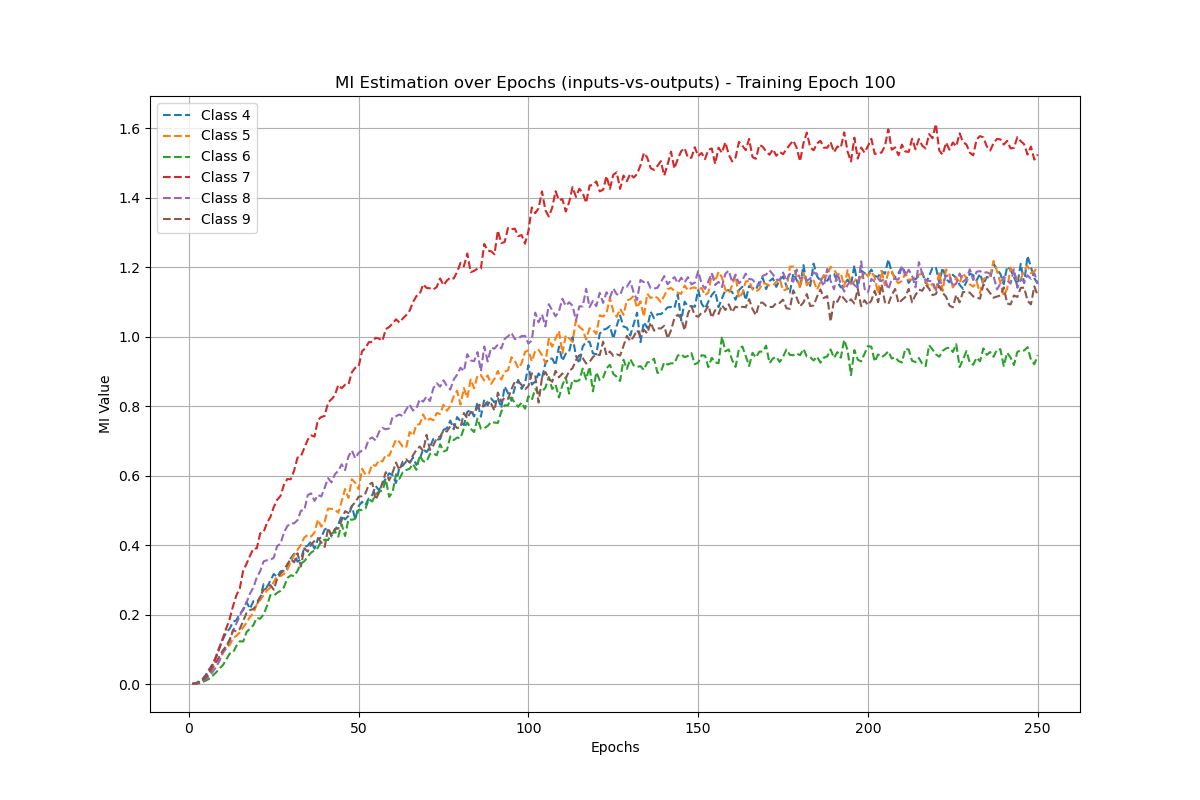 MI Estimation over Epochs (inputs-vs-outputs) - Training Epoch 100
Class 4
Class 5
Class 6
Class 7
Class 8
Class 9
MI Value
1.6
1.4
1.2
1.0
0.8
0.6
0.4
0.2
0.0
0 50 100 150 200 250
Epochs